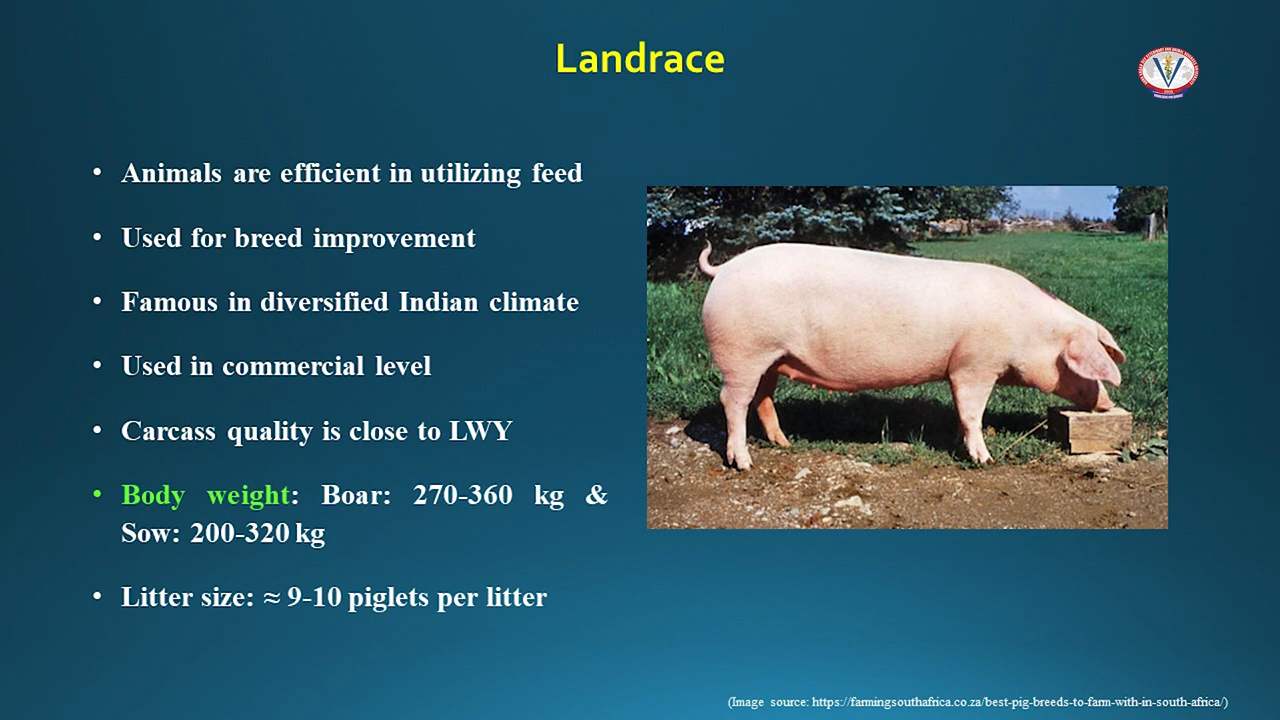 Landrace
• Animals are efficient in utilizing feed
• Used for breed improvement
• Famous in diversified Indian climate
• Used in commercial level
• Carcass quality is close to LWY
• Body weight: Boar: 270-360 kg &
Sow: 200-320 kg
• Litter size: ≈ 9-10 piglets per litter
(Image source: https://farmingsouthafrica.co.za/best-pig-breeds-to-farm-with-in-south-africa/)